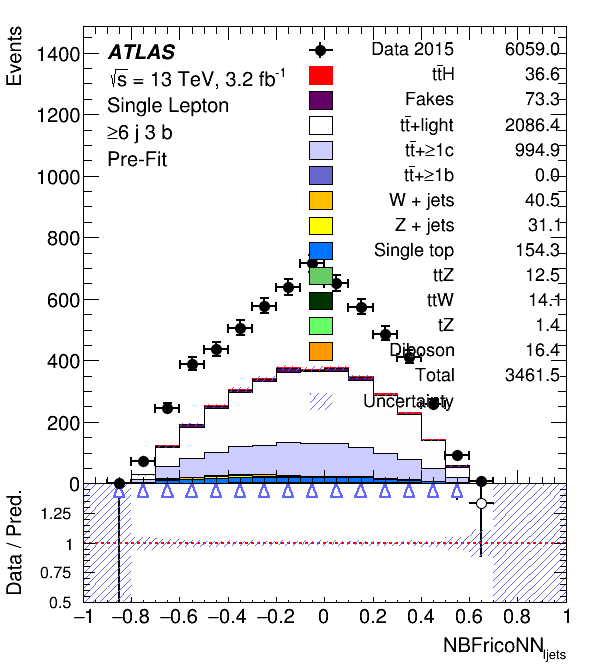 Events
1400
1200
1000
800
600
400
200
0
ATLAS
√s = 13 TeV, 3.2 fb-1
Single Lepton
≥6 j 3 b
Pre-Fit
Data 2015 6059.0
tt̄H 36.6
Fakes 73.3
tt̄+light 2086.4
tt̄+≥1c 994.9
tt̄+≥1b 0.0
W + jets 40.5
Z + jets 31.1
Single top 154.3
ttZ 12.5
ttW 14.1
tZ 1.4
Diboson 16.4
Total 3461.5
Uncertainty
Data / Pred.
1.25
1
0.75
0.5
−1 −0.8 −0.6 −0.4 −0.2 0 0.2 0.4 0.6 0.8 1
NBFricoNNljets